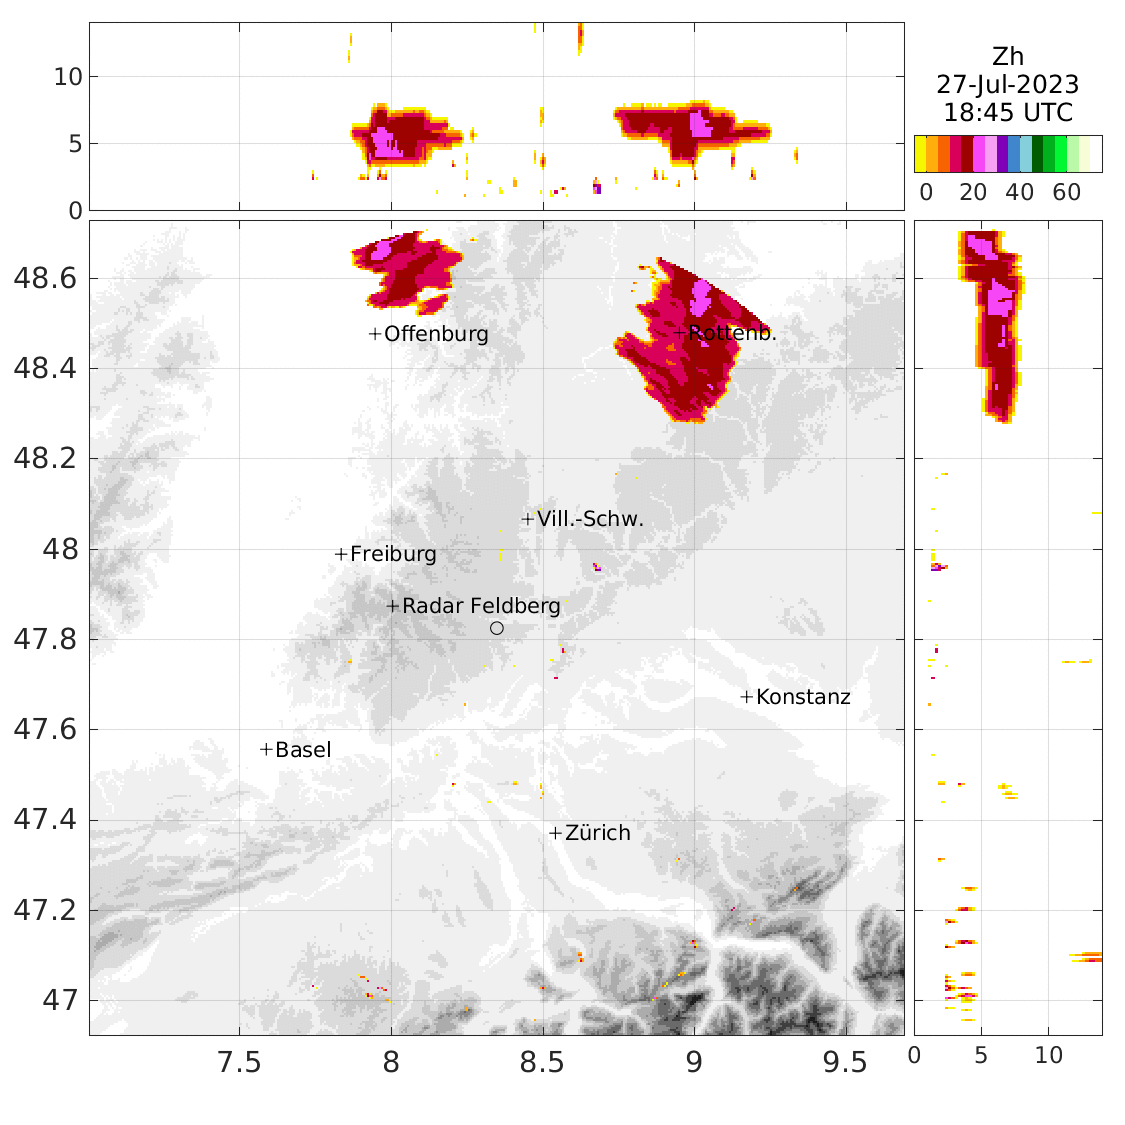 Zh
27-Jul-2023
18:45 UTC
10
5
0
0 20 40 60
48.6
48.4
48.2
48
47.8
47.6
47.4
47.2
47
+Offenburg
+Rottenb.
+Vill.-Schw.
+Freiburg
+Radar Feldberg
+Konstanz
+Basel
+Zürich
7.5 8 8.5 9 9.5
0 5 10